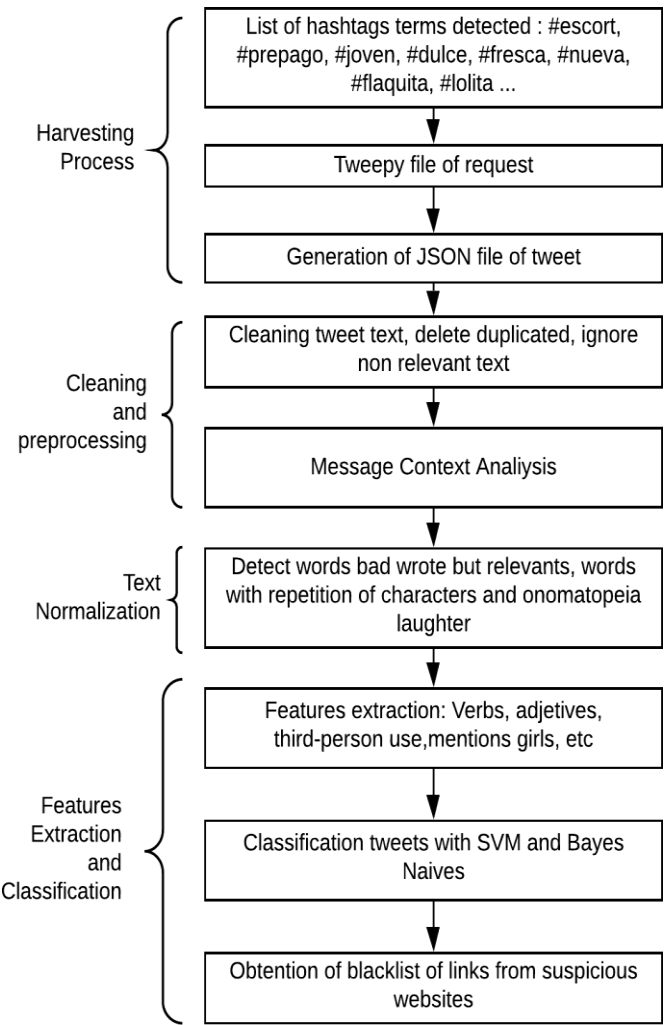 List of hashtags terms detected : #escort,
#prepago, #joven, #dulce, #fresca, #nueva,
#flaquita, #lolita ...
Harvesting
Process
Tweepy file of request
Generation of JSON file of tweet
Cleaning tweet text, delete duplicated, ignore
non relevant text
Cleaning
and
preprocessing
Message Context Analiysis
Detect words bad wrote but relevants, words
with repetition of characters and onomatopeia
laughter
Text
Normalization
Features extraction: Verbs, adjetives,
third-person use,mentions girls, etc
Features
Extraction
and
Classification
Classification tweets with SVM and Bayes
Naives
Obtention of blacklist of links from suspicious
websites